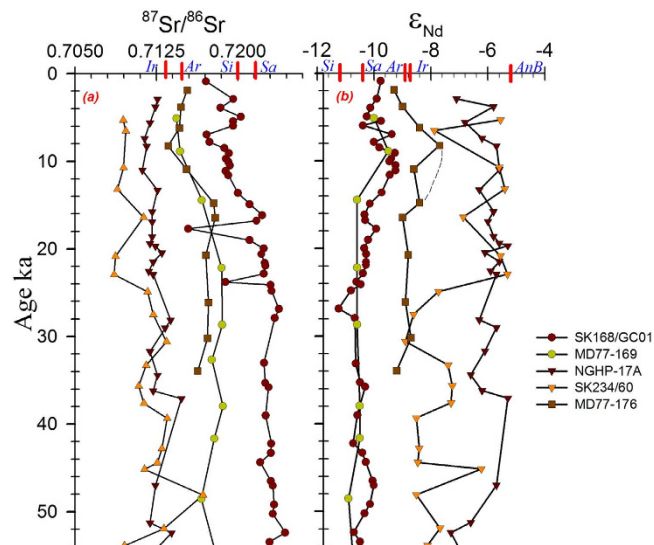 ⁸⁷Sr/⁸⁶Sr
εNd
0.7050 0.7125 0.7200 -12 -10 -8 -6 -4
Ir Ar Si Sa Si Sa Ar Ir AnB
0
(a) (b)
10
20
Age ka
30
40
50
SK168/GC01
MD77-169
NGHP-17A
SK234/60
MD77-176